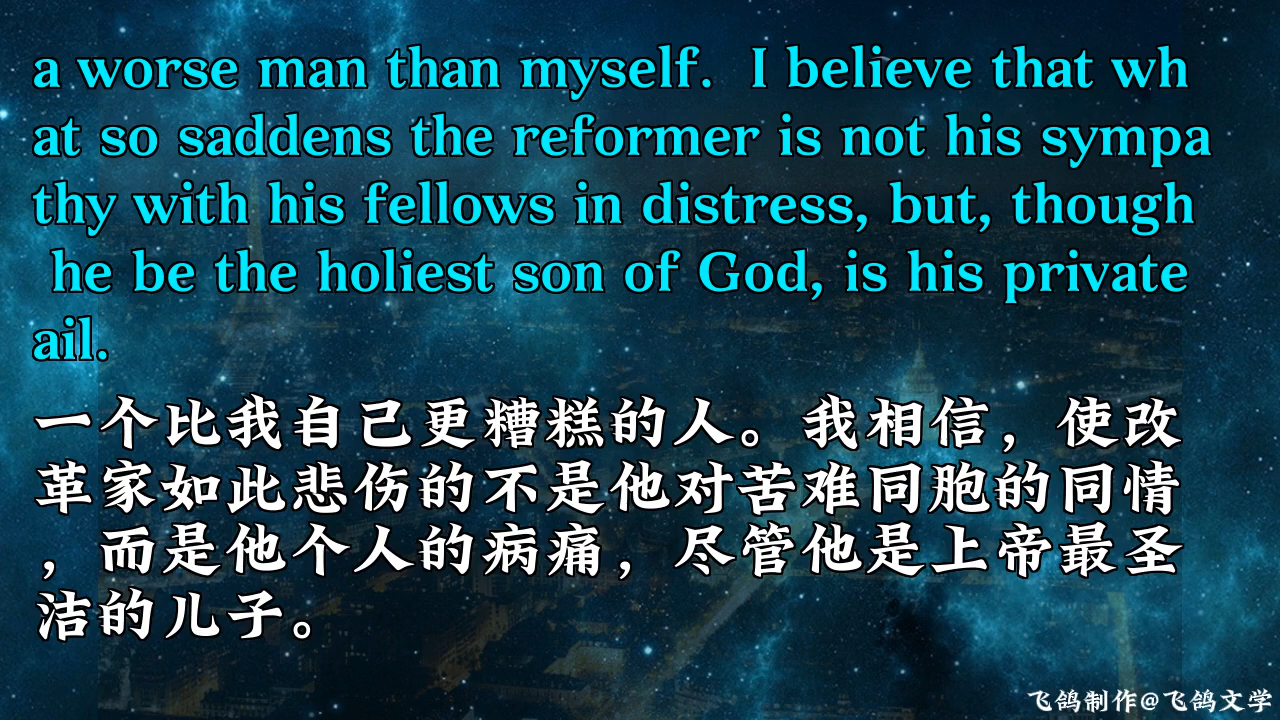 a worse man than myself.  I believe that wh
at so saddens the reformer is not his sympa
thy with his fellows in distress, but, though
 he be the holiest son of God, is his private
ail.
一个比我自己更糟糕的人。我相信，使改
革家如此悲伤的不是他对苦难同胞的同情
，而是他个人的病痛，尽管他是上帝最圣
洁的儿子。
飞鸽制作@飞鸽文学